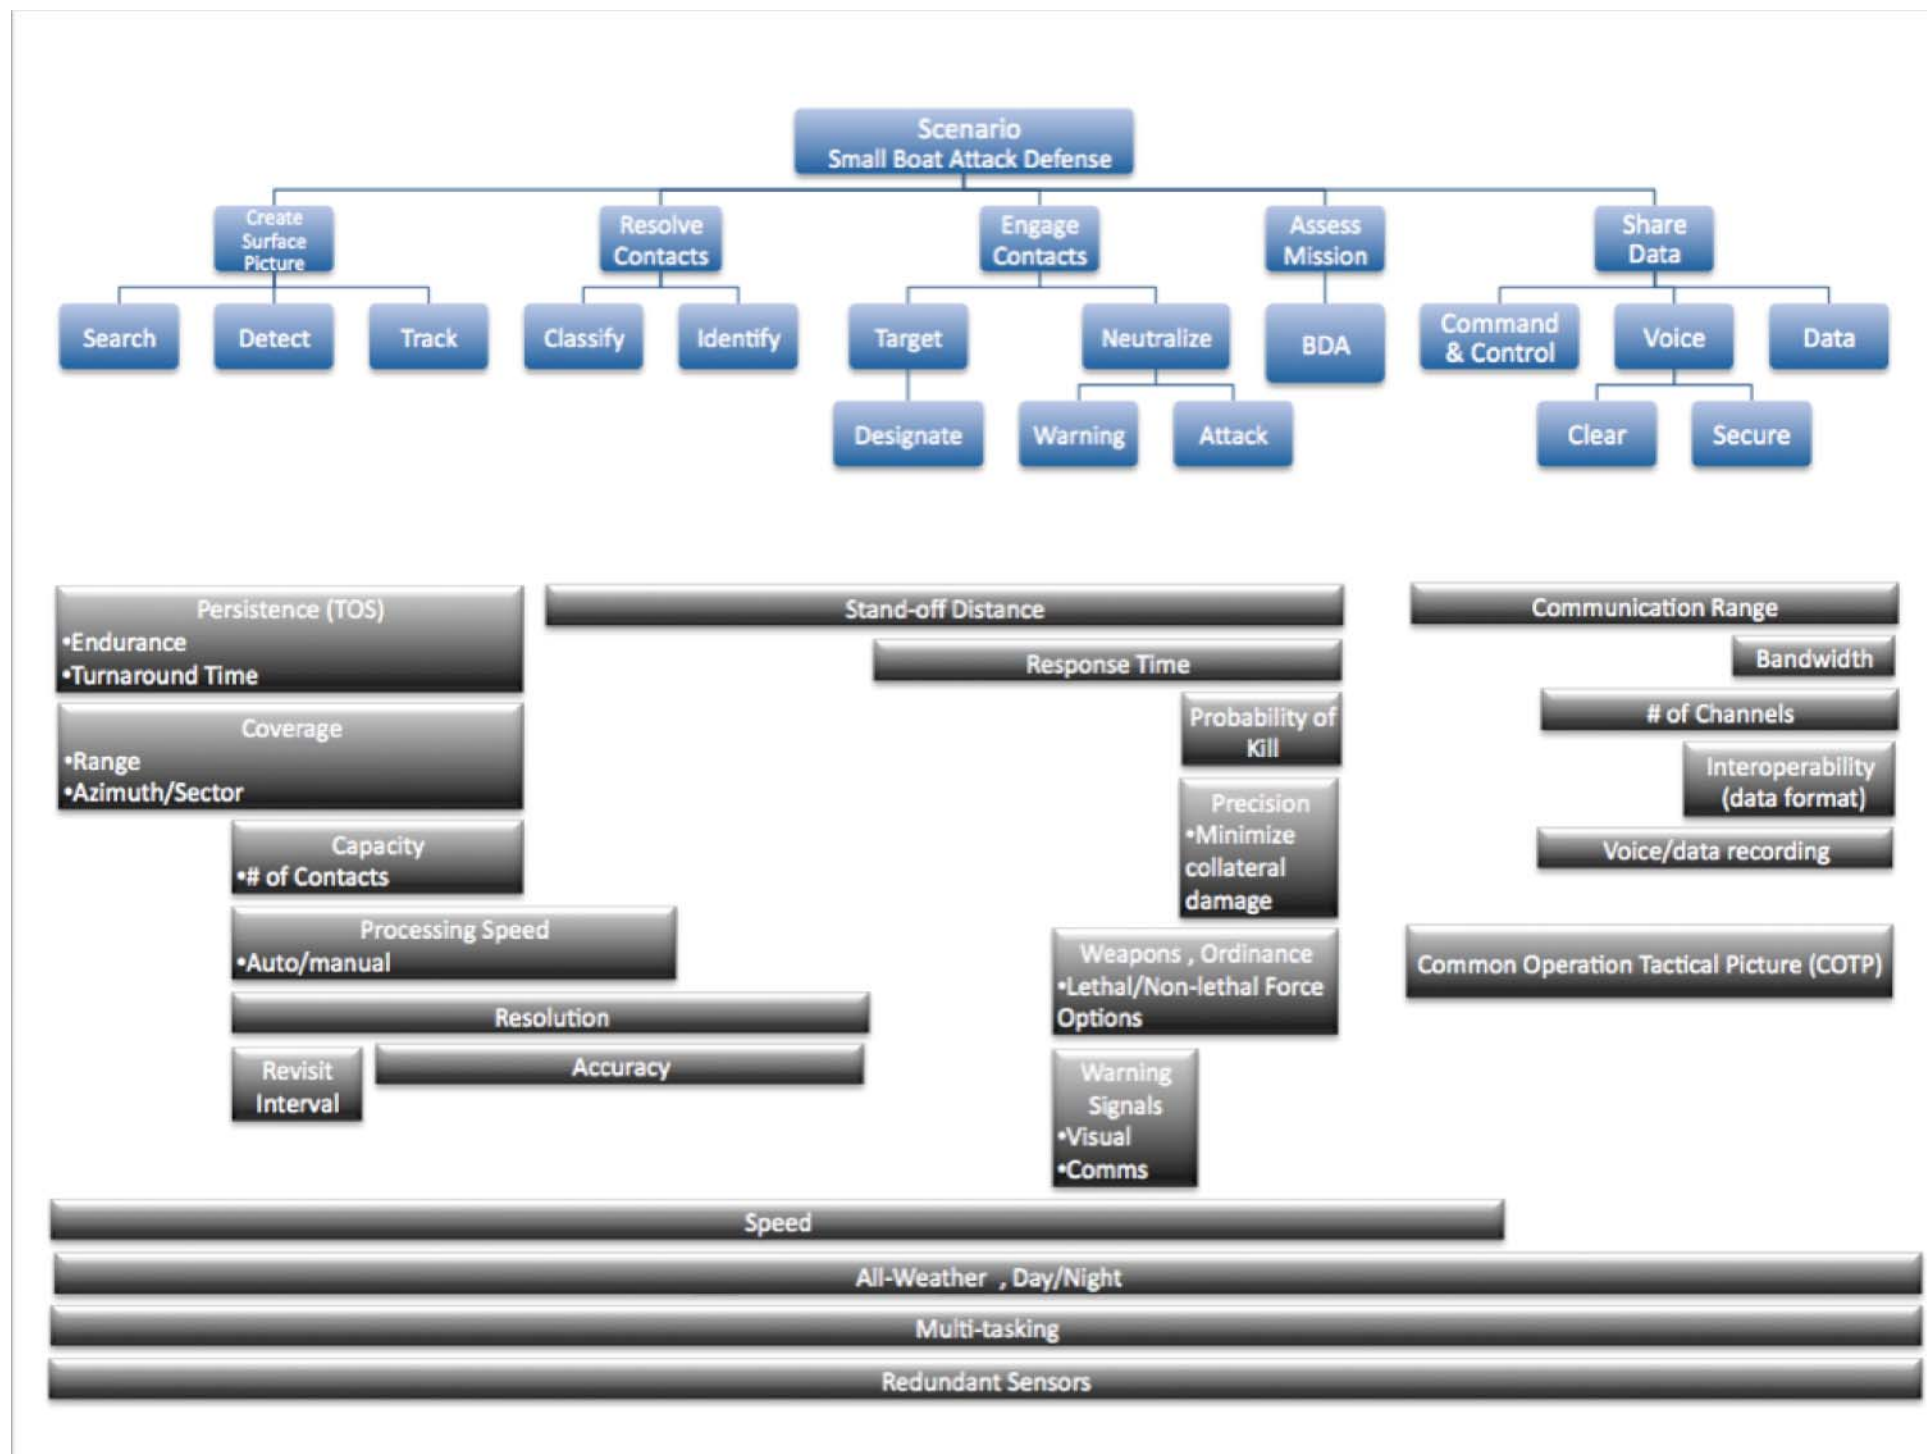 Scenario
Small Boat Attack Defense
Create
Surface
Picture
Resolve
Contacts
Engage
Contacts
Assess
Mission
Share
Data
Search
Detect
Track
Classify
Identify
Target
Neutralize
BDA
Command
& Control
Voice
Data
Designate
Warning
Attack
Clear
Secure
Persistence (TOS)
•Endurance
•Turnaround Time
Coverage
•Range
•Azimuth/Sector
Capacity
•# of Contacts
Processing Speed
•Auto/manual
Resolution
Revisit
Interval
Accuracy
Stand-off Distance
Response Time
Probability of
Kill
Precision
•Minimize
collateral
damage
Weapons , Ordinance
•Lethal/Non-lethal Force
Options
Warning
Signals
•Visual
•Comms
Communication Range
Bandwidth
# of Channels
Interoperability
(data format)
Voice/data recording
Common Operation Tactical Picture (COTP)
Speed
All-Weather , Day/Night
Multi-tasking
Redundant Sensors